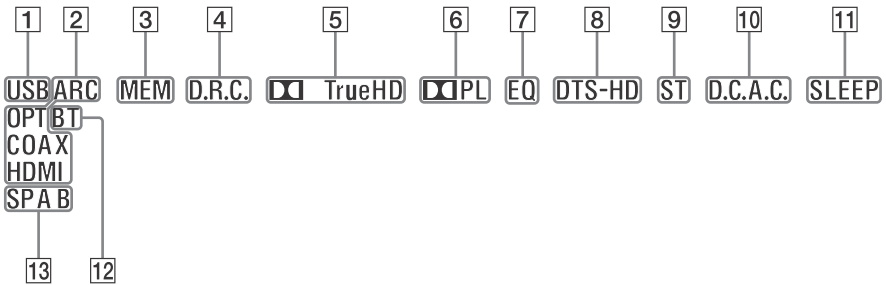 1 2 3 4 5 6 7 8 9 10 11
USB ARC MEM D.R.C. TrueHD PL EQ DTS-HD ST D.C.A.C. SLEEP
OPT BT
COAX
HDMI
SP A B
13 12